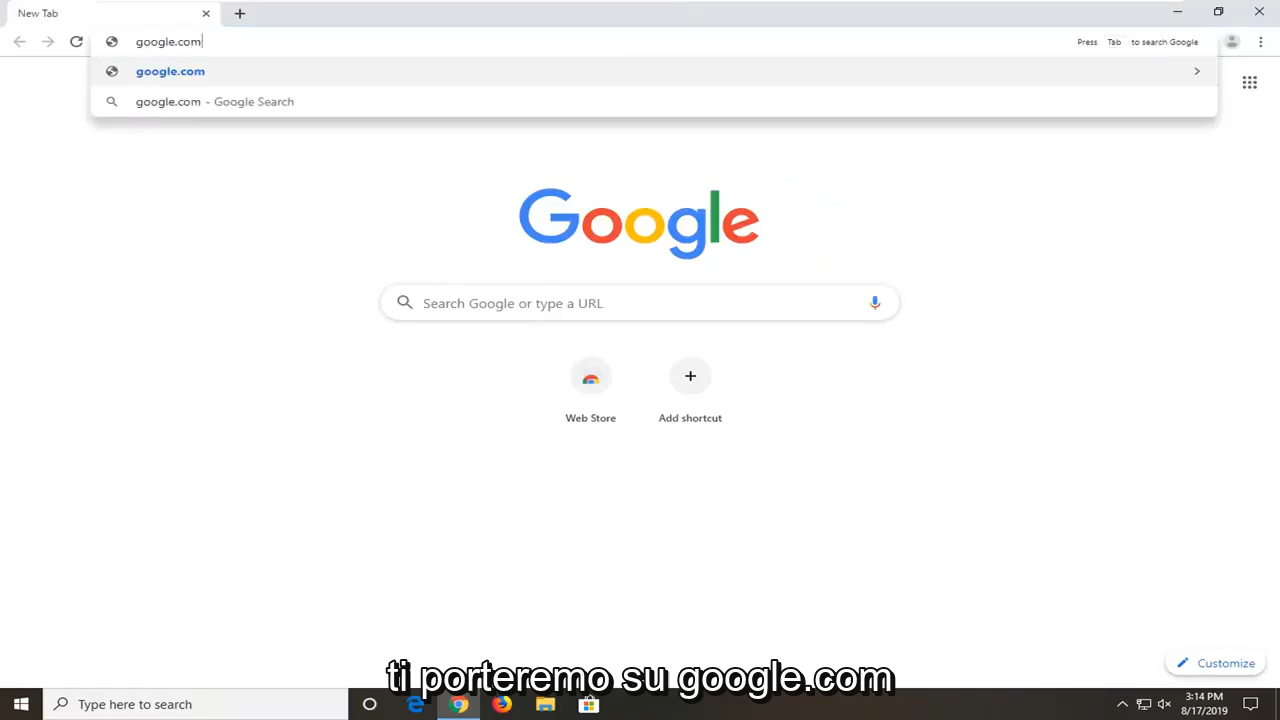 New Tab
google.com
Press Tab to search Google
google.com
google.com - Google Search
Google
Search Google or type a URL
Web Store
Add shortcut
Customize
ti porteremo su google.com
Type here to search
3:14 PM
8/17/2019